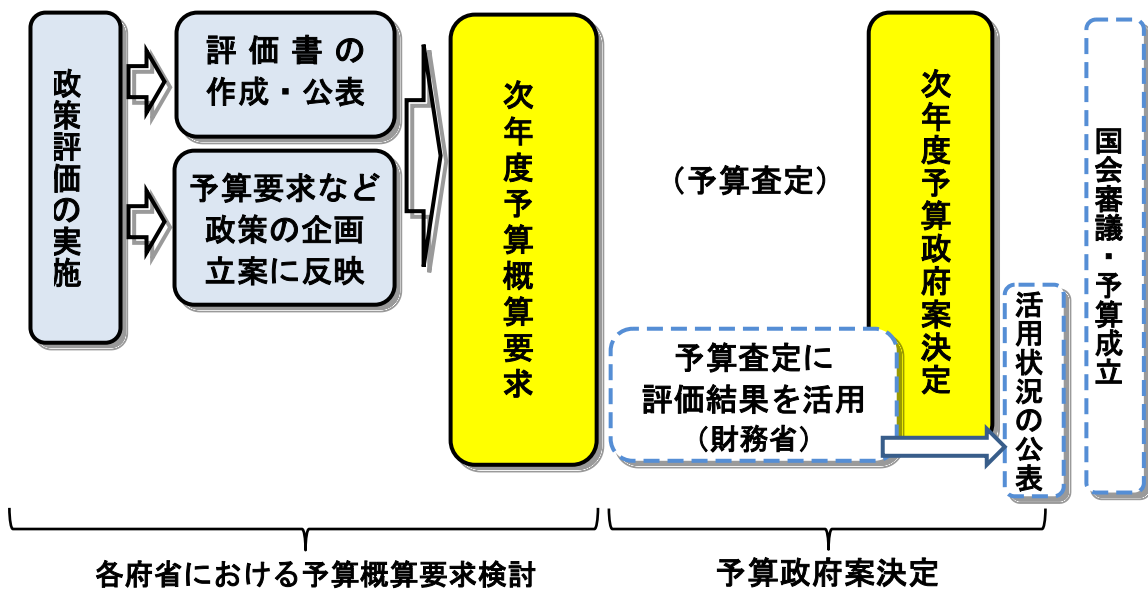 政策評価の実施
評価書の
作成・公表
予算要求など
政策の企画
立案に反映
次年度予算概算要求
（予算査定）
予算査定に
評価結果を活用
（財務省）
次年度予算政府案決定
活用状況の公表
国会審議・予算成立
各府省における予算概算要求検討
予算政府案決定